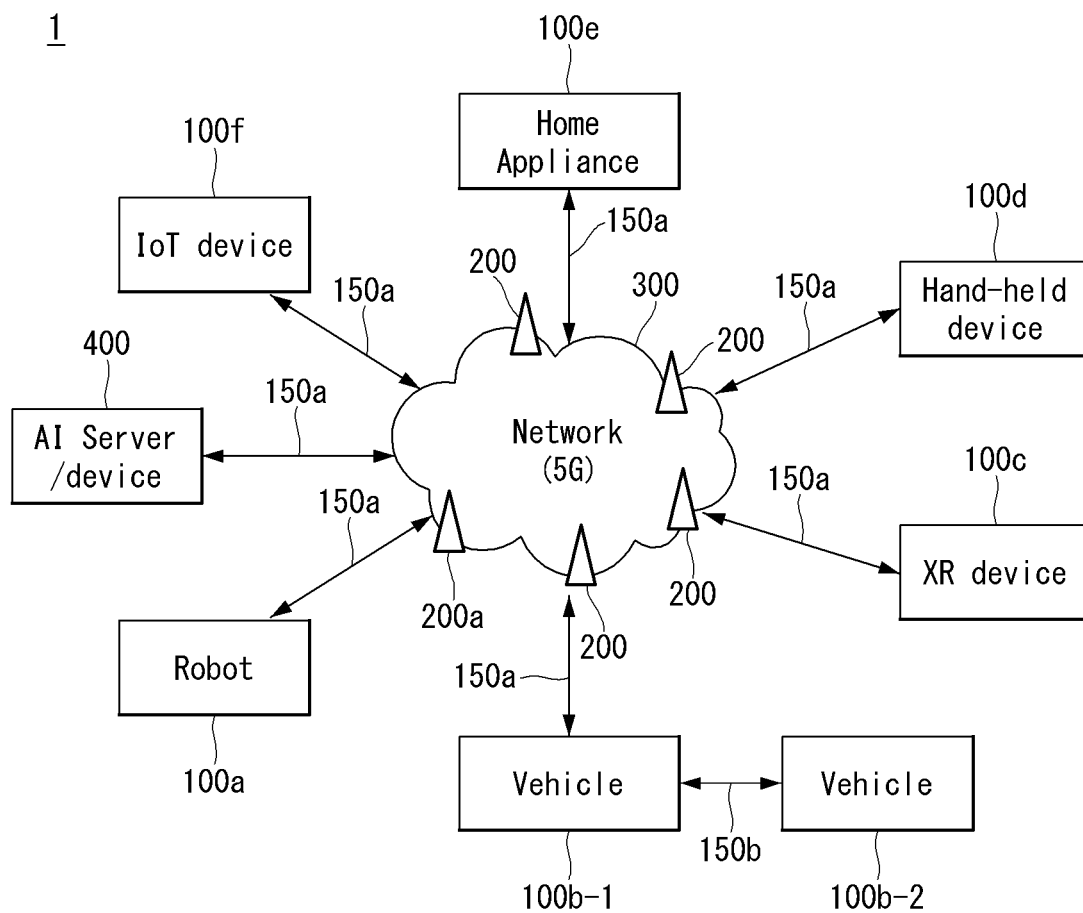 1
100e
Home
Appliance
100f
IoT device
150a
100d
Hand-held
device
200
300
150a
150a
200
400
AI Server
/device
150a
Network
(5G)
100c
XR device
150a
150a
200a
200
200
Robot
100a
150a
Vehicle
Vehicle
150b
100b-1
100b-2